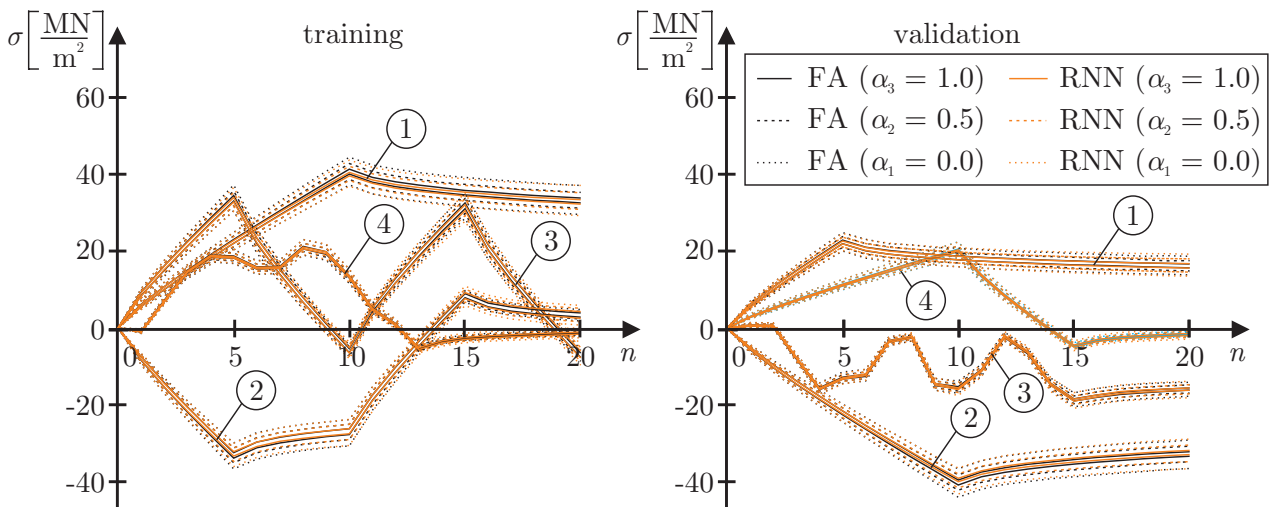 training
σ[MN/m²]
60
40
20
0
-20
-40
0 5 10 15 20 n
1
4
3
2
validation
σ[MN/m²]
FA (α₃ = 1.0) RNN (α₃ = 1.0)
FA (α₂ = 0.5) RNN (α₂ = 0.5)
FA (α₁ = 0.0) RNN (α₁ = 0.0)
60
40
20
0
-20
-40
0 5 10 15 20 n
1
4
3
2